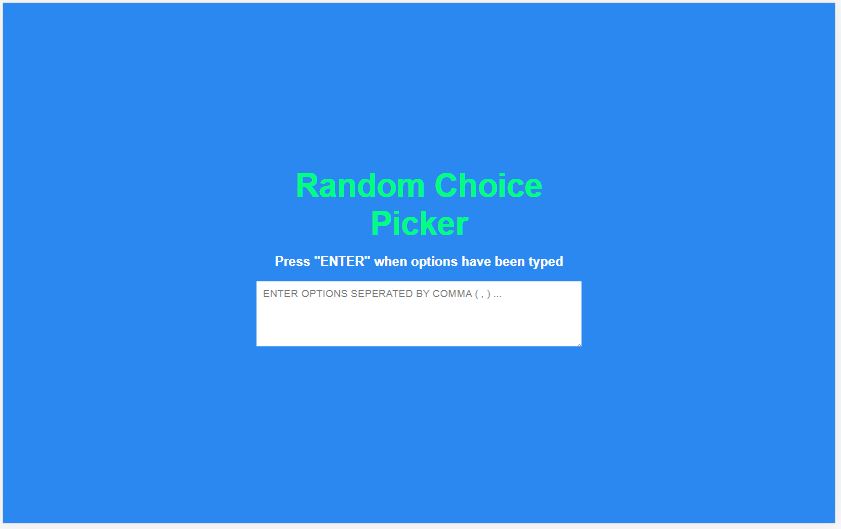 Random Choice
Picker
Press "ENTER" when options have been typed
ENTER OPTIONS SEPERATED BY COMMA ( , ) ...